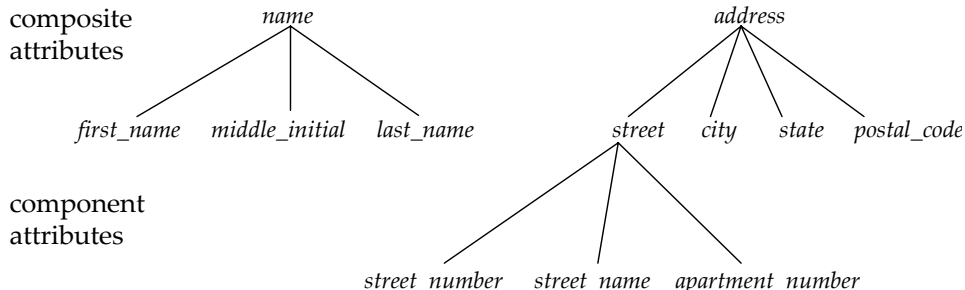 composite
attributes
name
address
first_name middle_initial last_name
street city state postal_code
component
attributes
street_number street_name apartment_number